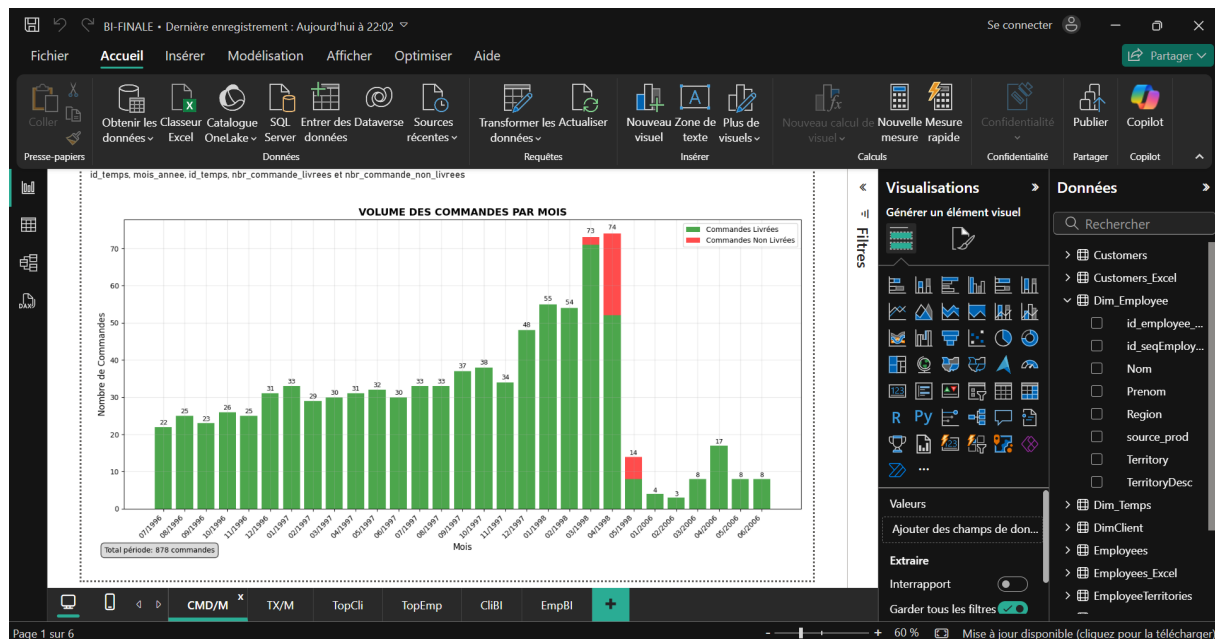 BI-FINALE • Dernière enregistrement : Aujourd'hui à 22:02
Se connecter
Fichier
Accueil
Insérer
Modélisation
Afficher
Optimiser
Aide
Partager
Coller
Obtenir les données
Classeur Excel
Catalogue OneLake
SQL Server
Entrer des données
Dataverse
Sources récentes
Transformer les données
Actualiser
Nouveau visuel
Zone de texte
Plus de visuels
Nouveau calcul de visuel
Nouvelle mesure
Mesure rapide
Confidentialité
Publier
Copilot
Presse-papiers
Données
Requêtes
Insérer
Calculs
Confidentialité
Partager
Copilot
id_temps, mois_annee, id_temps, nbr_commande_livrees et nbr_commande_non_livrees
VOLUME DES COMMANDES PAR MOIS
Commandes Livrées
Commandes Non Livrées
Nombre de Commandes
70
60
50
40
30
20
10
0
22
25
23
26
25
31
33
29
30
31
32
30
33
33
37
38
34
48
55
54
73
74
14
4
3
8
17
8
8
07/1996
08/1996
09/1996
10/1996
11/1996
12/1996
01/1997
02/1997
03/1997
04/1997
05/1997
06/1997
07/1997
08/1997
09/1997
10/1997
11/1997
12/1997
01/1998
02/1998
03/1998
04/1998
05/1998
01/2006
02/2006
03/2006
04/2006
05/2006
06/2006
Mois
Total période: 878 commandes
Filtres
Visualisations
Générer un élément visuel
R
Py
123
Valeurs
Ajouter des champs de don...
Extraire
Interrapport
Garder tous les filtres
Données
Rechercher
Customers
Customers_Excel
Dim_Employee
id_employee_...
id_seqEmploy...
Nom
Prenom
Region
source_prod
Territory
TerritoryDesc
Dim_Temps
DimClient
Employees
Employees_Excel
EmployeeTerritories
DAX
CMD/M
TX/M
TopCli
TopEmp
CliBI
EmpBI
Page 1 sur 6
60 %
Mise à jour disponible (cliquez pour la télécharger)